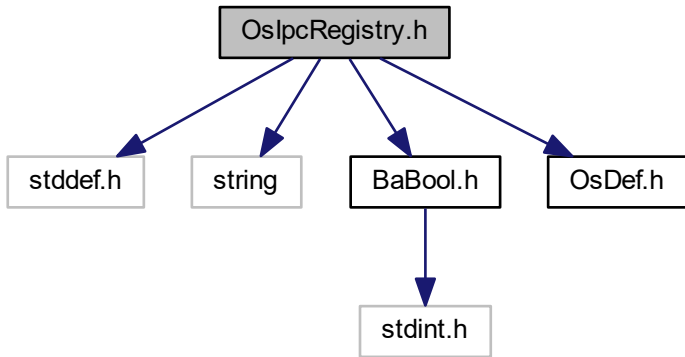 OsIpcRegistry.h
stddef.h
string
BaBool.h
OsDef.h
stdint.h